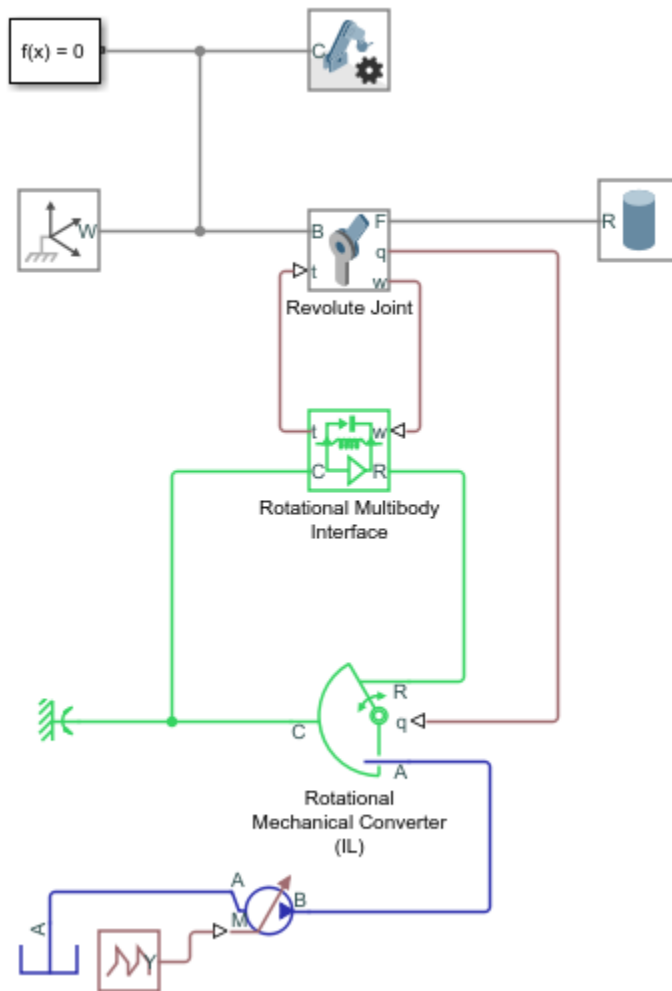 f(x) = 0
C
W
B
F
R
q
t
w
Revolute Joint
t
w
C
R
Rotational Multibody
Interface
R
C
q
A
Rotational
Mechanical Converter
(IL)
A
B
A
M
Y